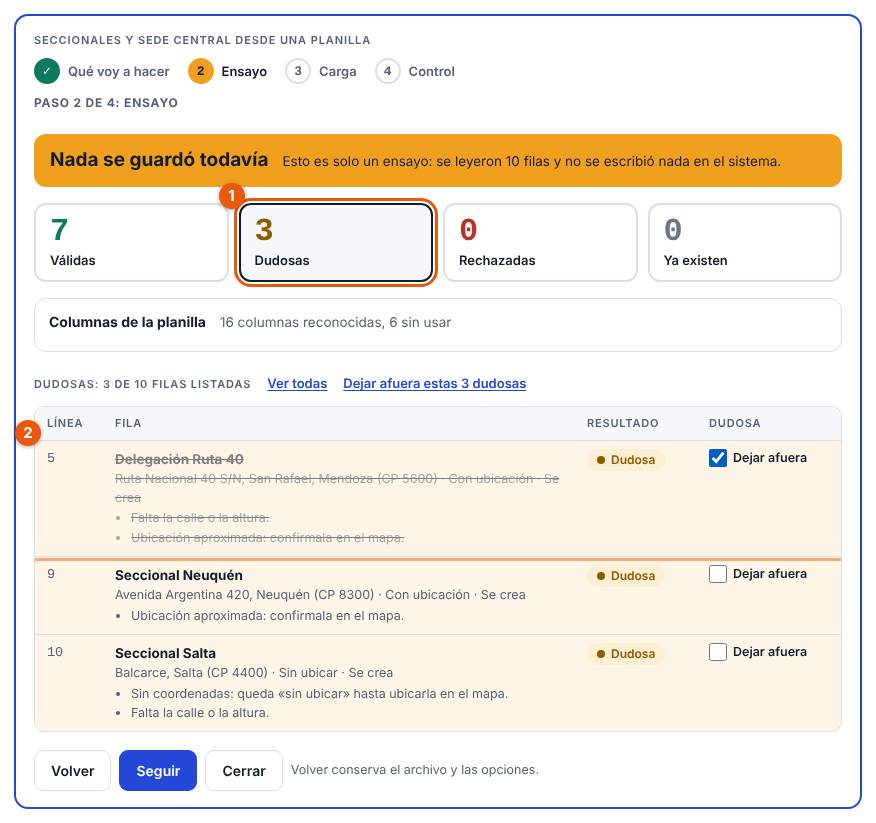 SECCIONALES Y SEDE CENTRAL DESDE UNA PLANILLA
✓ Qué voy a hacer 2 Ensayo 3 Carga 4 Control
PASO 2 DE 4: ENSAYO
Nada se guardó todavía Esto es solo un ensayo: se leyeron 10 filas y no se escribió nada en el sistema.
1
7 3 0 0
Válidas Dudosas Rechazadas Ya existen
Columnas de la planilla 16 columnas reconocidas, 6 sin usar
DUDOSAS: 3 DE 10 FILAS LISTADAS Ver todas Dejar afuera estas 3 dudosas
2
LÍNEA FILA RESULTADO DUDOSA
5 Delegación Ruta 40 Dudosa Dejar afuera
Ruta Nacional 40 S/N, San Rafael, Mendoza (CP 5600) · Con ubicación · Se
crea
• Falta la calle o la altura.
• Ubicación aproximada: confirmala en el mapa.
9 Seccional Neuquén Dudosa Dejar afuera
Avenida Argentina 420, Neuquén (CP 8300) · Con ubicación · Se crea
• Ubicación aproximada: confirmala en el mapa.
10 Seccional Salta Dudosa Dejar afuera
Balcarce, Salta (CP 4400) · Sin ubicar · Se crea
• Sin coordenadas: queda «sin ubicar» hasta ubicarla en el mapa.
• Falta la calle o la altura.
Volver Seguir Cerrar Volver conserva el archivo y las opciones.